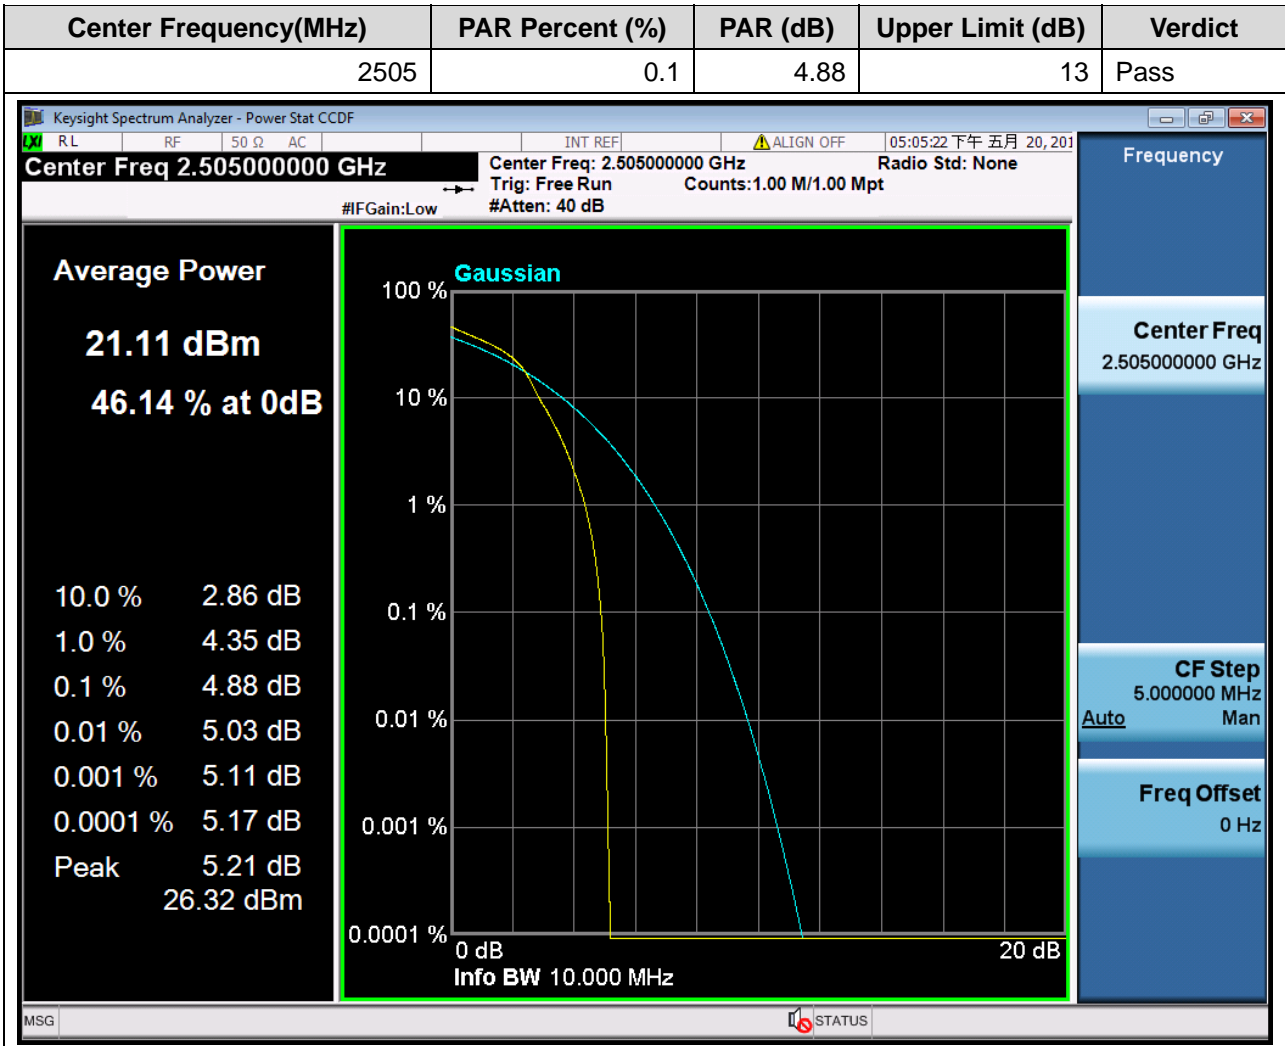 Center Frequency(MHz) PAR Percent (%) PAR (dB) Upper Limit (dB) Verdict
2505 0.1 4.88 13 Pass
Keysight Spectrum Analyzer - Power Stat CCDF
LXI RL RF 50 Ω AC INT REF ALIGN OFF 05:05:22 下午 五月 20, 201
Center Freq 2.505000000 GHz
Center Freq: 2.505000000 GHz Radio Std: None
Trig: Free Run Counts:1.00 M/1.00 Mpt
#IFGain:Low #Atten: 40 dB
Frequency
Average Power
21.11 dBm
46.14 % at 0dB
10.0 % 2.86 dB
1.0 % 4.35 dB
0.1 % 4.88 dB
0.01 % 5.03 dB
0.001 % 5.11 dB
0.0001 % 5.17 dB
Peak 5.21 dB
26.32 dBm
Gaussian
100 %
10 %
1 %
0.1 %
0.01 %
0.001 %
0.0001 %
0 dB 20 dB
Info BW 10.000 MHz
Center Freq
2.505000000 GHz
CF Step
5.000000 MHz
Auto Man
Freq Offset
0 Hz
MSG STATUS